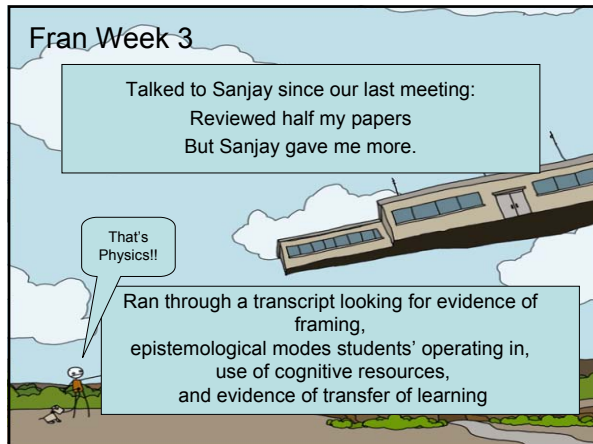 Fran Week 3
Talked to Sanjay since our last meeting:
Reviewed half my papers
But Sanjay gave me more.
That's
Physics!!
Ran through a transcript looking for evidence of
framing,
epistemological modes students' operating in,
use of cognitive resources,
and evidence of transfer of learning